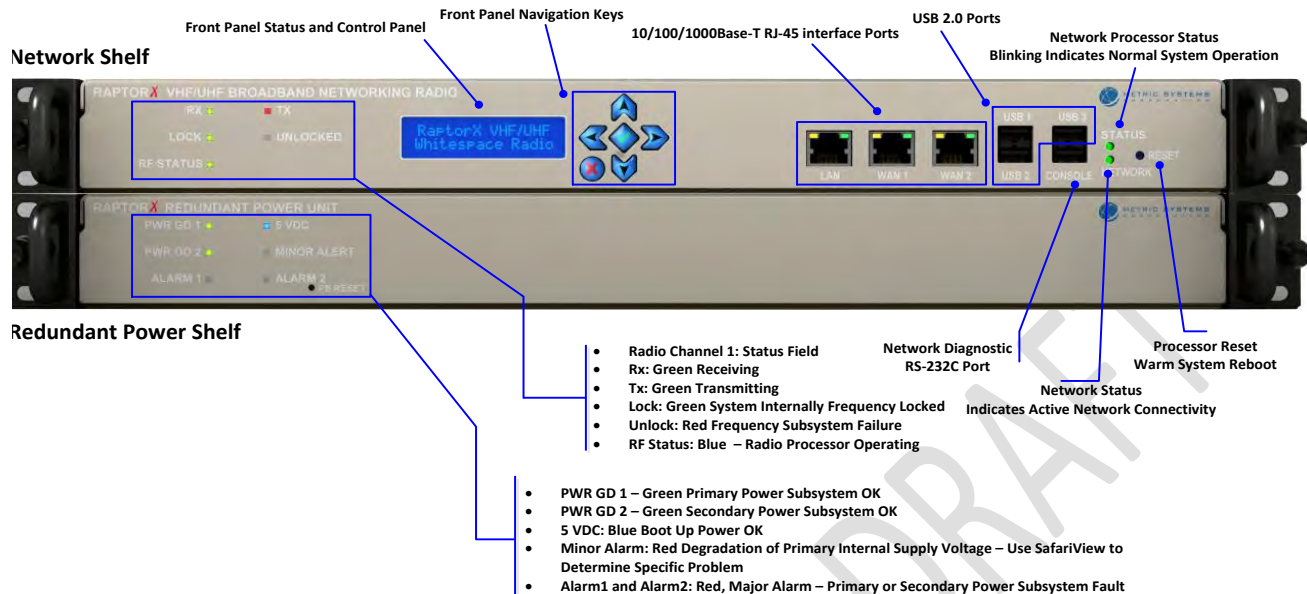 Front Panel Status and Control Panel
Front Panel Navigation Keys
10/100/1000Base-T RJ-45 interface Ports
USB 2.0 Ports
Network Processor Status
Blinking Indicates Normal System Operation
Network Shelf
RAPTORX VHF/UHF BROADBAND NETWORKING RADIO
RX
TX
LOCK
UNLOCKED
RF STATUS
RaptorX VHF/UHF
Whitespace Radio
LAN
WAN 1
WAN 2
USB 1
USB 3
USB 2
CONSOLE
METRIC SYSTEMS
CORPORATION
STATUS
RESET
NETWORK
RAPTORX REDUNDANT POWER UNIT
PWR GD 1
5 VDC
PWR GD 2
MINOR ALERT
ALARM 1
ALARM 2
PB RESET
METRIC SYSTEMS
CORPORATION
Redundant Power Shelf
• Radio Channel 1: Status Field
• Rx: Green Receiving
• Tx: Green Transmitting
• Lock: Green System Internally Frequency Locked
• Unlock: Red Frequency Subsystem Failure
• RF Status: Blue – Radio Processor Operating
Network Diagnostic
RS-232C Port
Network Status
Indicates Active Network Connectivity
Processor Reset
Warm System Reboot
• PWR GD 1 – Green Primary Power Subsystem OK
• PWR GD 2 – Green Secondary Power Subsystem OK
• 5 VDC: Blue Boot Up Power OK
• Minor Alarm: Red Degradation of Primary Internal Supply Voltage – Use SafariView to
Determine Specific Problem
• Alarm1 and Alarm2: Red, Major Alarm – Primary or Secondary Power Subsystem Fault
DRAFT